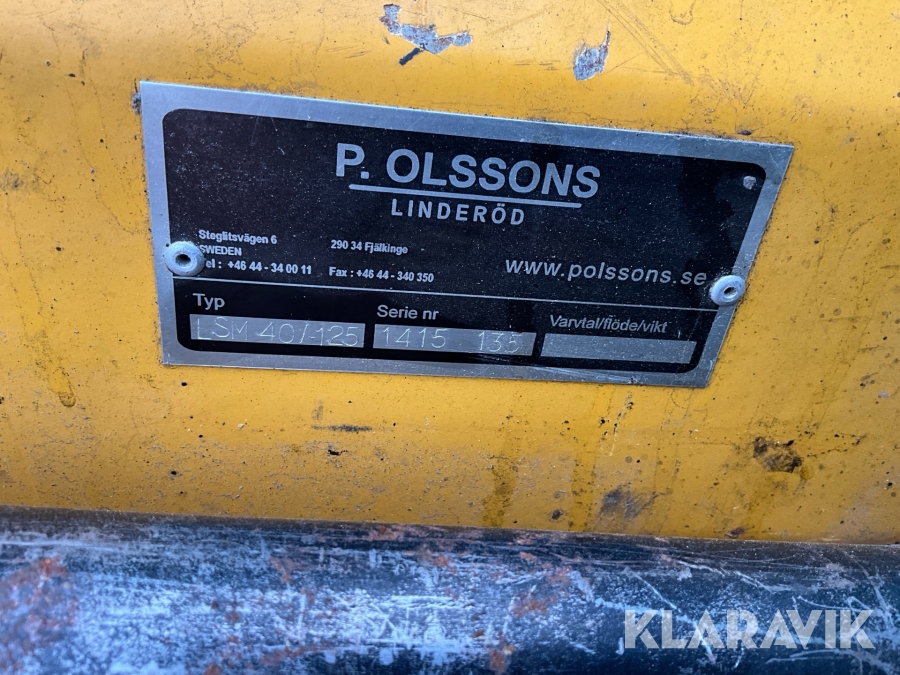 P. OLSSONS
LINDERÖD
Steglitsvägen 6 290 34 Fjälkinge
SWEDEN
Tel : +46 44 - 34 00 11 Fax : +46 44 - 340 350
www.polssons.se
Typ Serie nr Varvtal/flöde/vikt
LSM 40/-125 1415 135
KLARAVIK